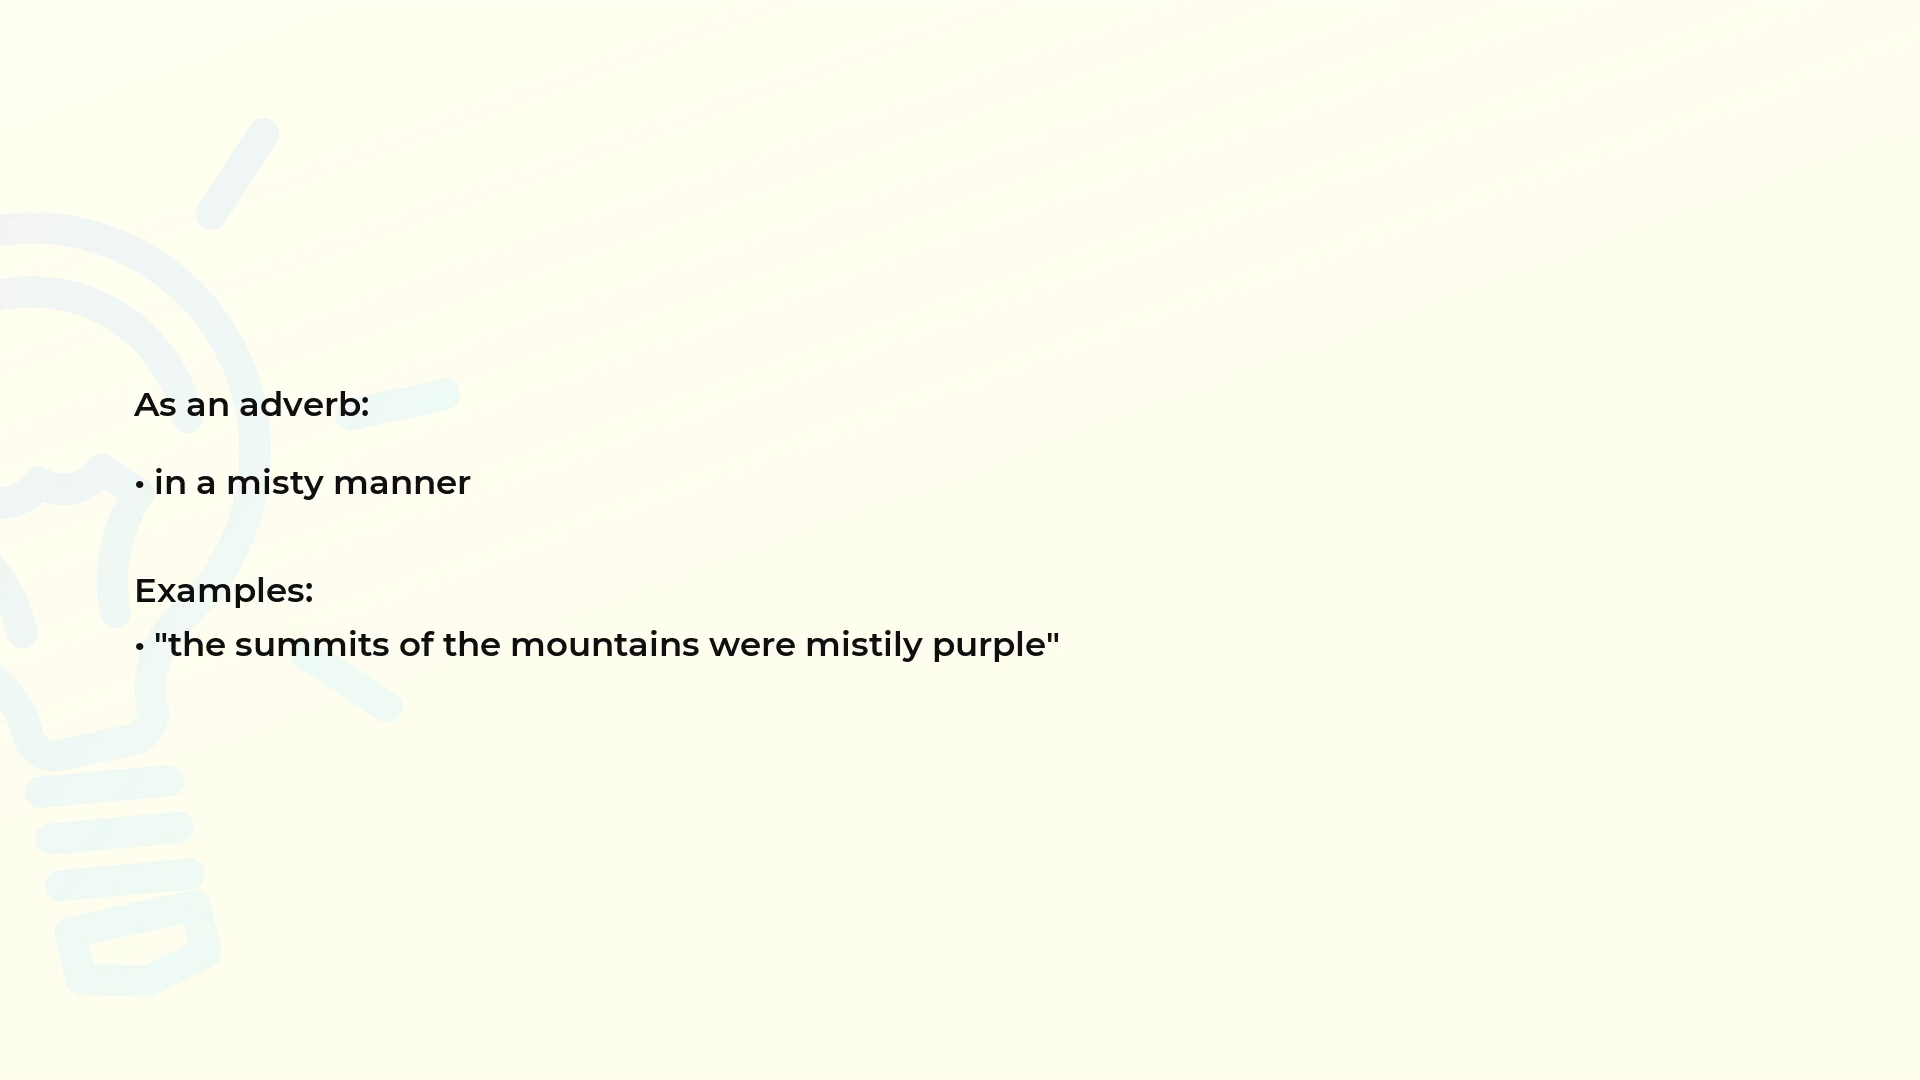 As an adverb:
• in a misty manner
Examples:
• "the summits of the mountains were mistily purple"